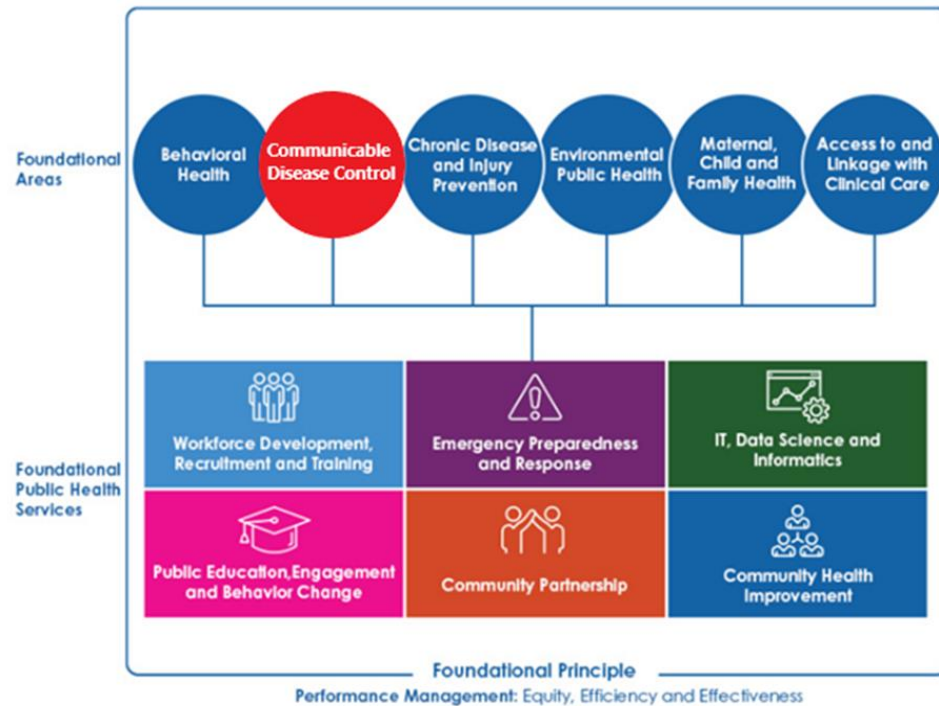 Foundational
Areas
Behavioral
Health
Communicable
Disease Control
Chronic Disease
and Injury
Prevention
Environmental
Public Health
Maternal,
Child and
Family Health
Access to and
Linkage with
Clinical Care
Foundational
Public Health
Services
Workforce Development,
Recruitment and Training
Emergency Preparedness
and Response
IT, Data Science and
Informatics
Public Education,Engagement
and Behavior Change
Community Partnership
Community Health
Improvement
Foundational Principle
Performance Management: Equity, Efficiency and Effectiveness